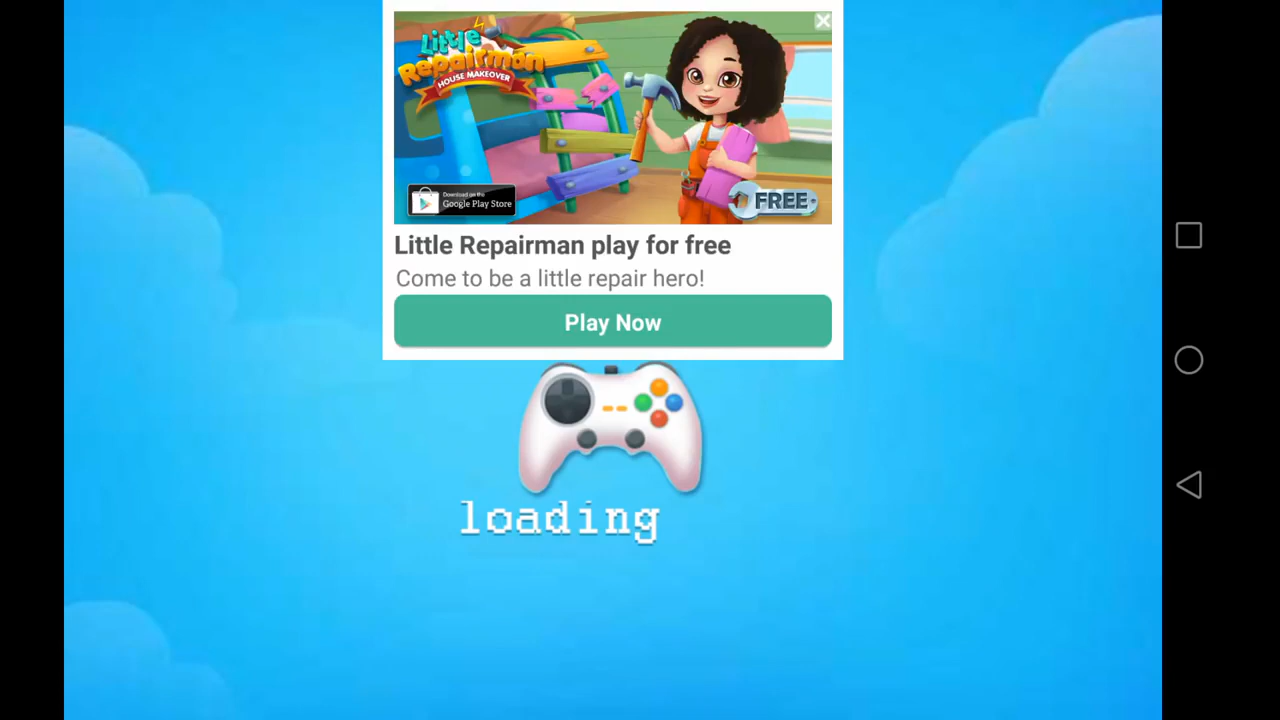 Little
Repairman
HOUSE MAKEOVER
Download on the
Google Play Store
FREE
Little Repairman play for free
Come to be a little repair hero!
Play Now
loading